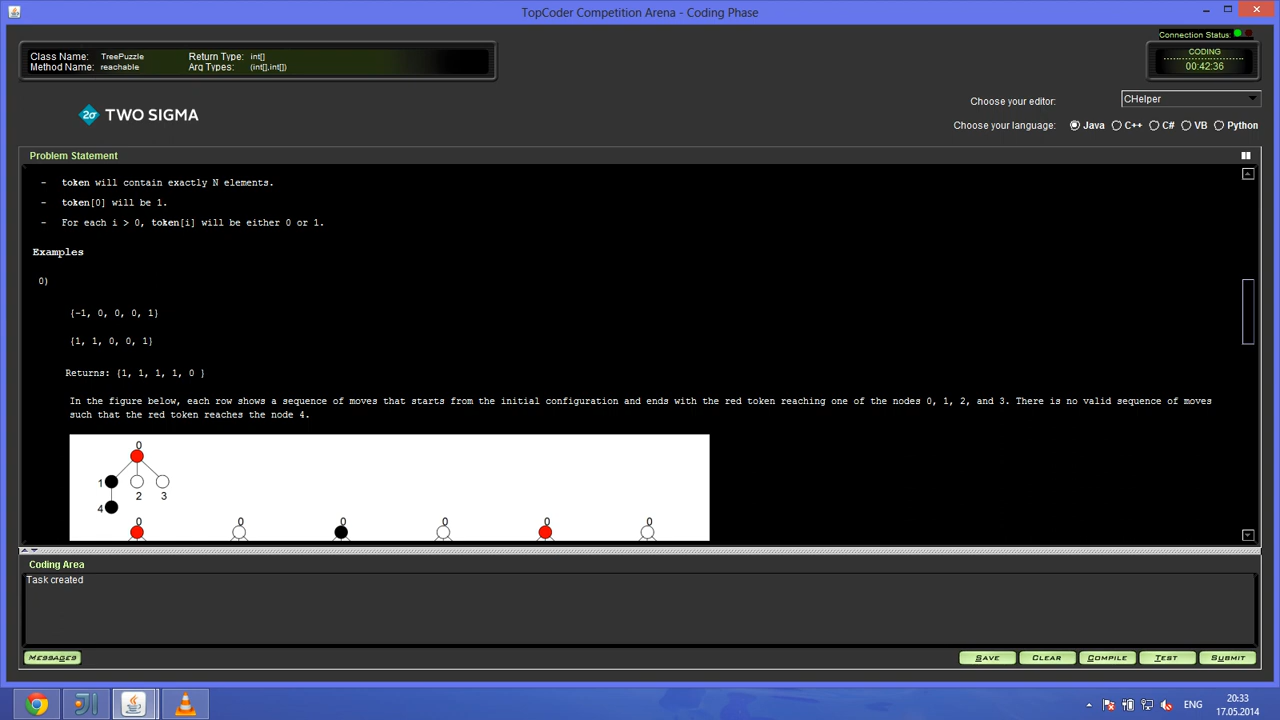 TopCoder Competition Arena - Coding Phase
Connection Status:
Class Name: TreePuzzle Return Type: int[]
Method Name: reachable Arg Types: (int[],int[])
CODING
00:42:36
2σ TWO SIGMA
Choose your editor: CHelper
Choose your language: Java C++ C# VB Python
Problem Statement
- token will contain exactly N elements.
- token[0] will be 1.
- For each i > 0, token[i] will be either 0 or 1.
Examples
0)
{-1, 0, 0, 0, 1}
{1, 1, 0, 0, 1}
Returns: {1, 1, 1, 1, 0 }
In the figure below, each row shows a sequence of moves that starts from the initial configuration and ends with the red token reaching one of the nodes 0, 1, 2, and 3. There is no valid sequence of moves
such that the red token reaches the node 4.
0
1
2 3
4
0 0 0 0 0 0
Coding Area
Task created
MESSAGES SAVE CLEAR COMPILE TEST SUBMIT
JI
ENG
20:33
17.05.2014